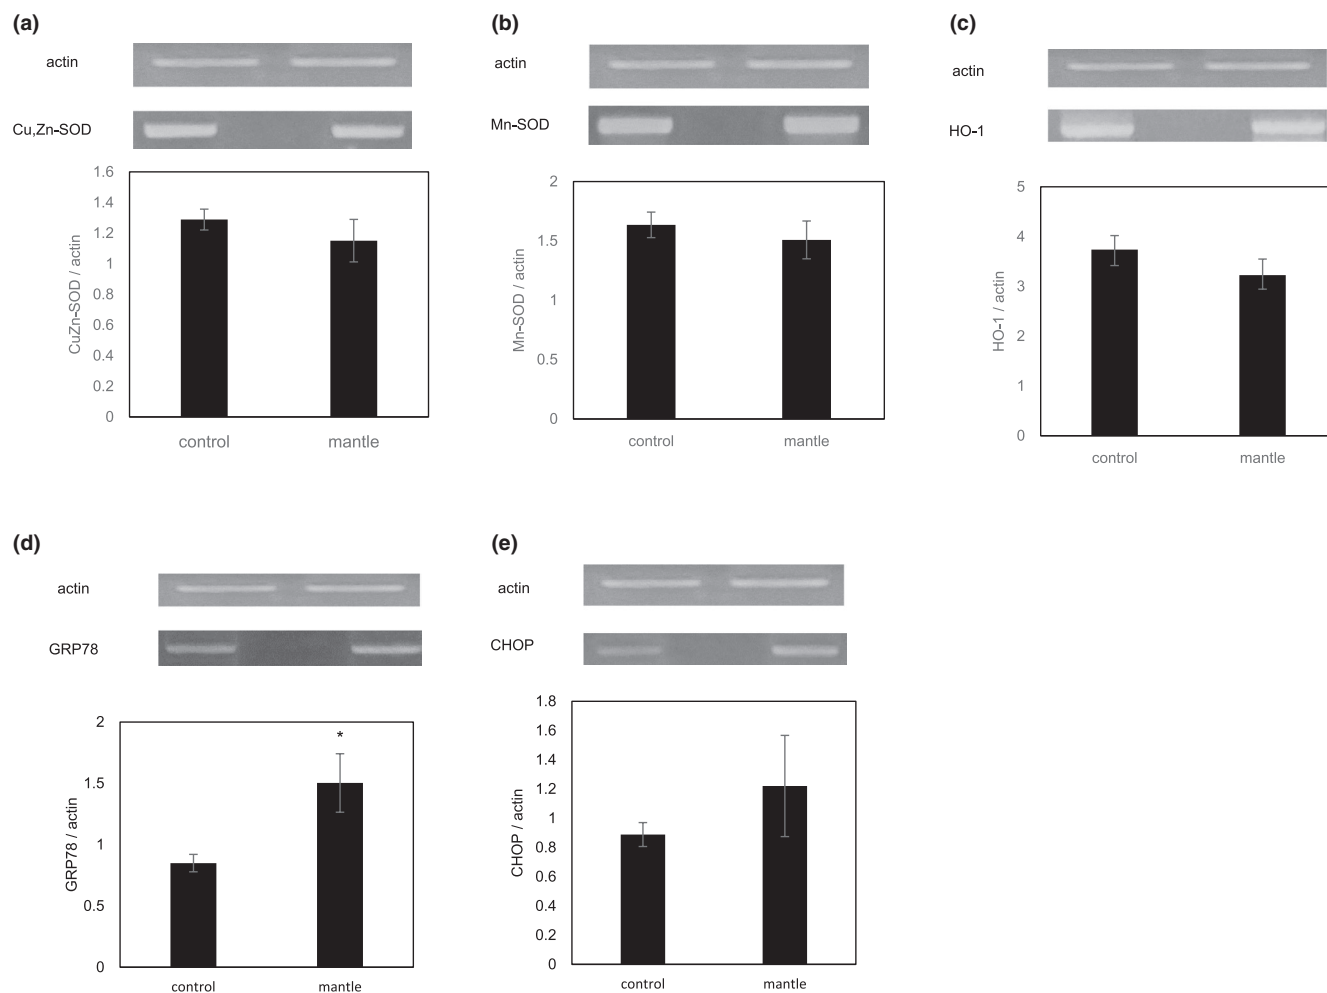 (a)
actin
Cu,Zn-SOD
CuZn-SOD / actin
1.6
1.4
1.2
1
0.8
0.6
0.4
0.2
0
control mantle
(b)
actin
Mn-SOD
Mn-SOD / actin
2
1.5
1
0.5
0
control mantle
(c)
actin
HO-1
HO-1 / actin
5
4
3
2
1
0
control mantle
(d)
actin
GRP78
GRP78 / actin
2
1.5
1
0.5
0
*
control mantle
(e)
actin
CHOP
CHOP / actin
1.8
1.6
1.4
1.2
1
0.8
0.6
0.4
0.2
0
control mantle